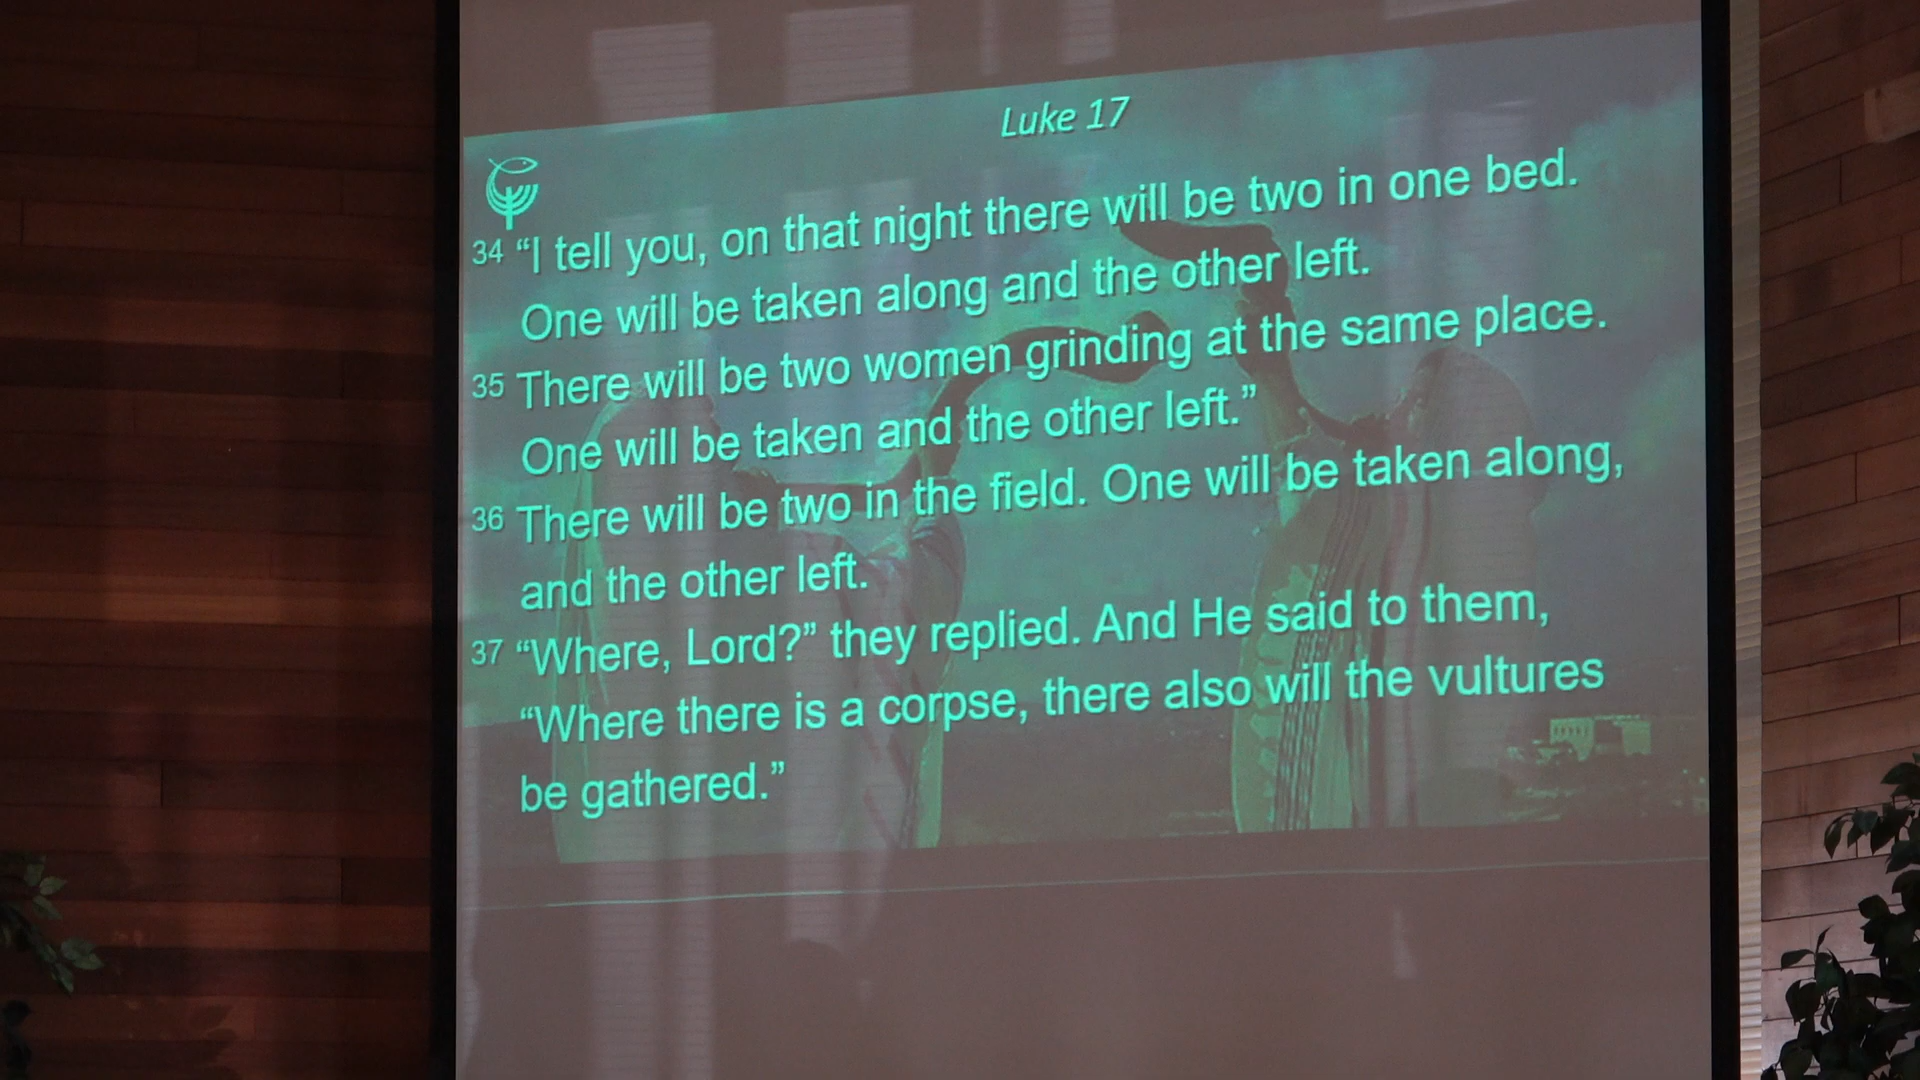 Luke 17
34 “I tell you, on that night there will be two in one bed.
One will be taken along and the other left.
35 There will be two women grinding at the same place.
One will be taken and the other left.”
36 There will be two in the field. One will be taken along,
and the other left.
37 “Where, Lord?” they replied. And He said to them,
“Where there is a corpse, there also will the vultures
be gathered.”